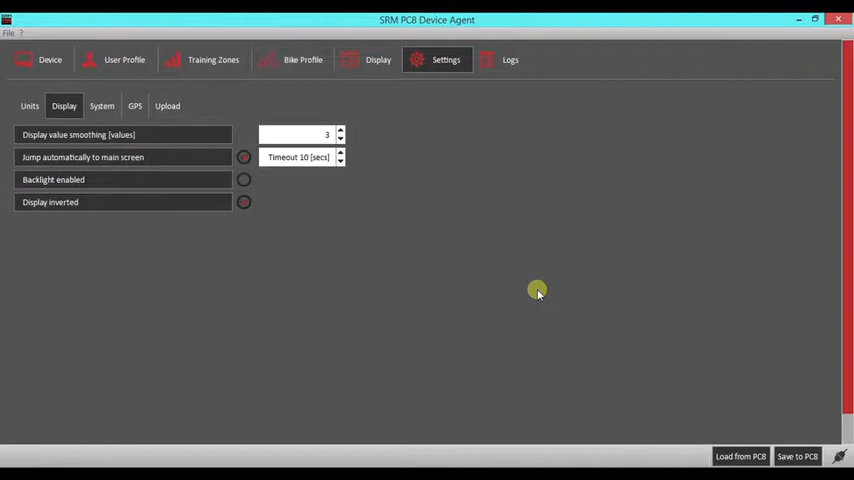 SRM PC8 Device Agent
File ?
Device User Profile Training Zones Bike Profile Display Settings Logs
Units Display System GPS Upload
Display value smoothing [values] 3
Jump automatically to main screen Timeout 10 [secs]
Backlight enabled
Display inverted
Load from PC8 Save to PC8